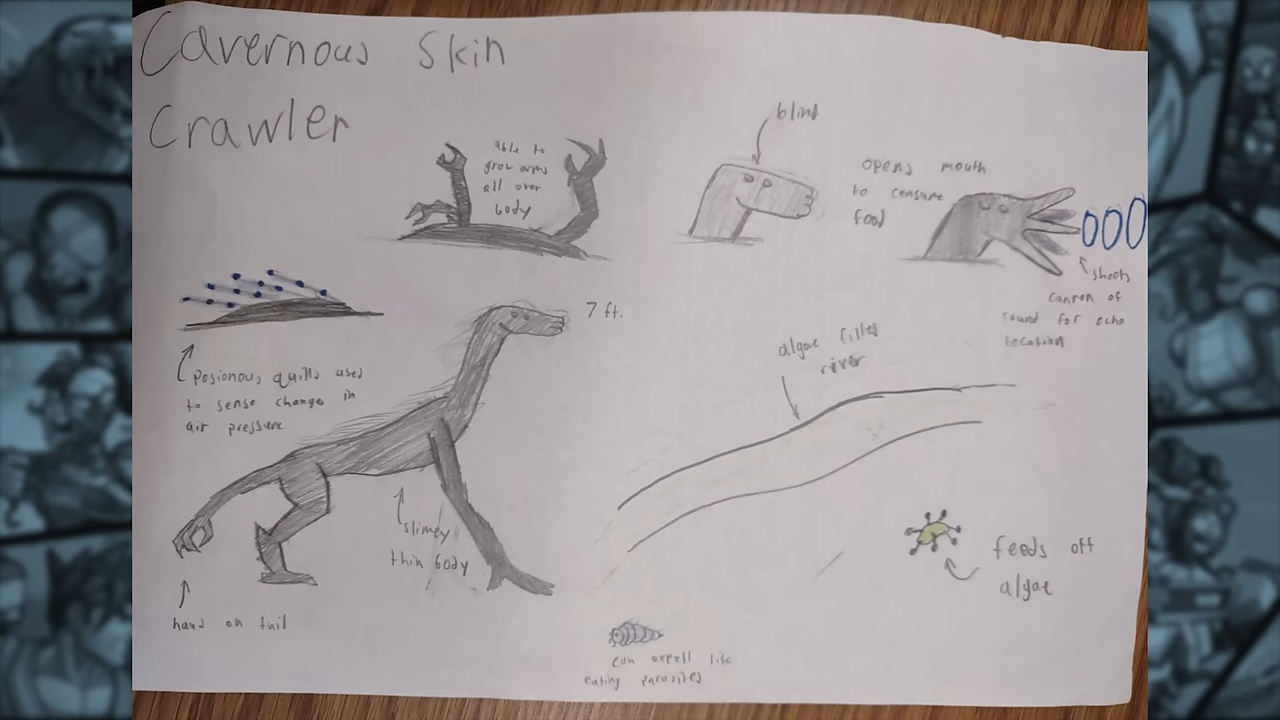 Cavernous Skin
Crawler
able to
grow arms
all over
body
blind
opens mouth
to consume
food
shoots
cannon of
sound for echo
location
posionous quills used
to sense change in
air pressure
7 ft.
algae filled
river
slimey
thin body
hand on tail
feeds off
algae
can expell life
eating parasites